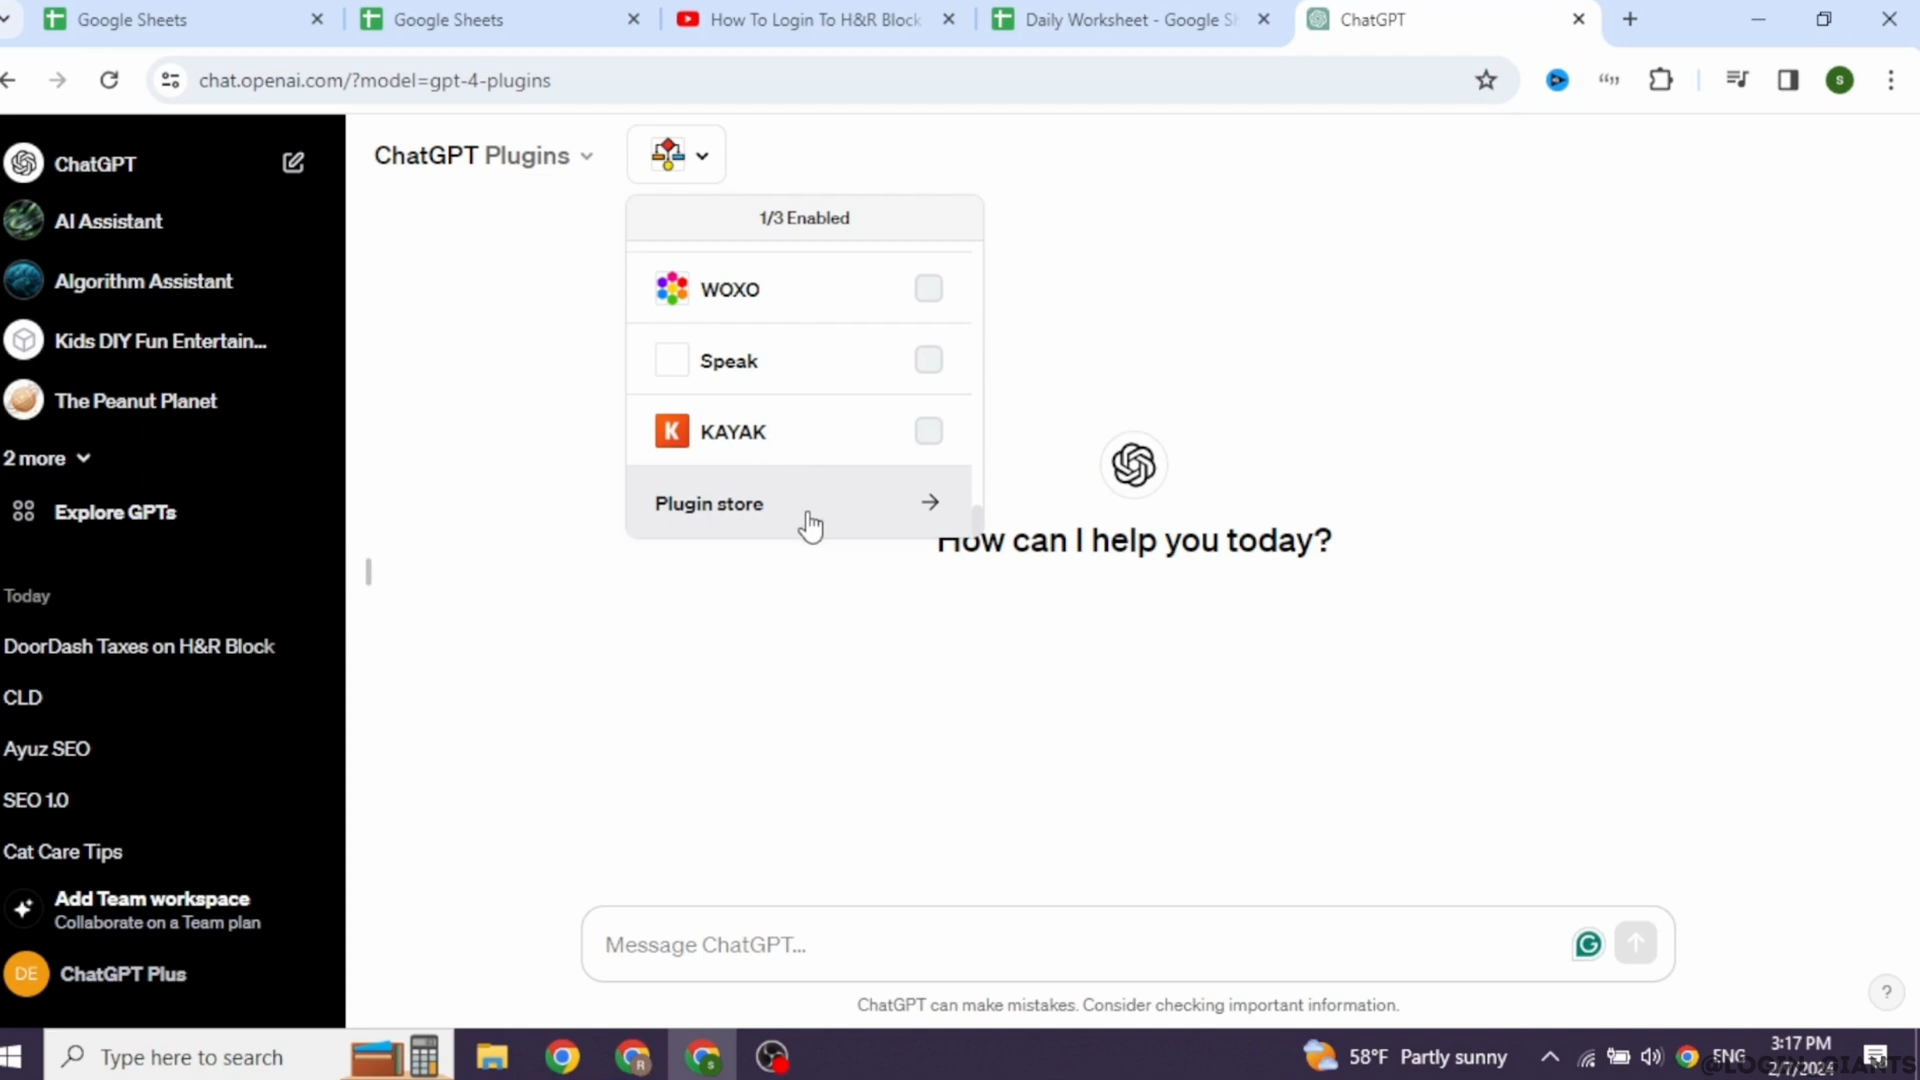 Google Sheets
Google Sheets
How To Login To H&R Block
Daily Worksheet - Google Sh
ChatGPT
chat.openai.com/?model=gpt-4-plugins
S
ChatGPT
AI Assistant
Algorithm Assistant
Kids DIY Fun Entertain...
The Peanut Planet
2 more
Explore GPTs
Today
DoorDash Taxes on H&R Block
CLD
Ayuz SEO
SEO 1.0
Cat Care Tips
Add Team workspace
Collaborate on a Team plan
DE
ChatGPT Plus
ChatGPT Plugins
1/3 Enabled
WOXO
Speak
K
KAYAK
Plugin store
How can I help you today?
Message ChatGPT...
G
ChatGPT can make mistakes. Consider checking important information.
?
Type here to search
R
S
58°F Partly sunny
ENG
3:17 PM
2/7/2024
@LOGIN_GIANTS